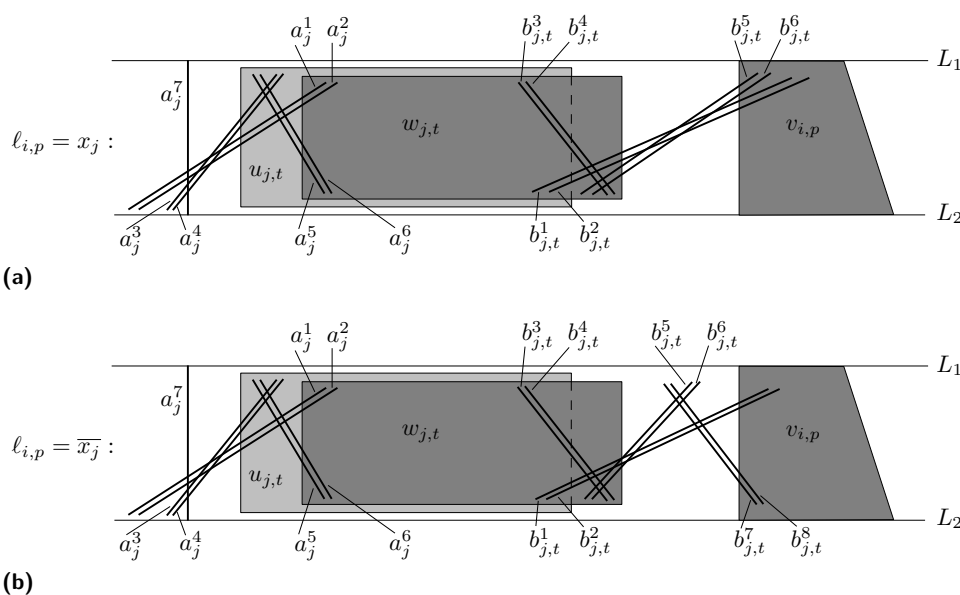 a_j^1 a_j^2 b_{j,t}^3 b_{j,t}^4 b_{j,t}^5 b_{j,t}^6
L_1
a_j^7
w_{j,t} v_{i,p}
ℓ_{i,p} = x_j :
u_{j,t}
L_2
a_j^3 a_j^4 a_j^5 a_j^6 b_{j,t}^1 b_{j,t}^2
(a)
a_j^1 a_j^2 b_{j,t}^3 b_{j,t}^4 b_{j,t}^5 b_{j,t}^6
L_1
a_j^7
w_{j,t} v_{i,p}
ℓ_{i,p} = \overline{x_j} :
u_{j,t}
L_2
a_j^3 a_j^4 a_j^5 a_j^6 b_{j,t}^1 b_{j,t}^2 b_{j,t}^7 b_{j,t}^8
(b)